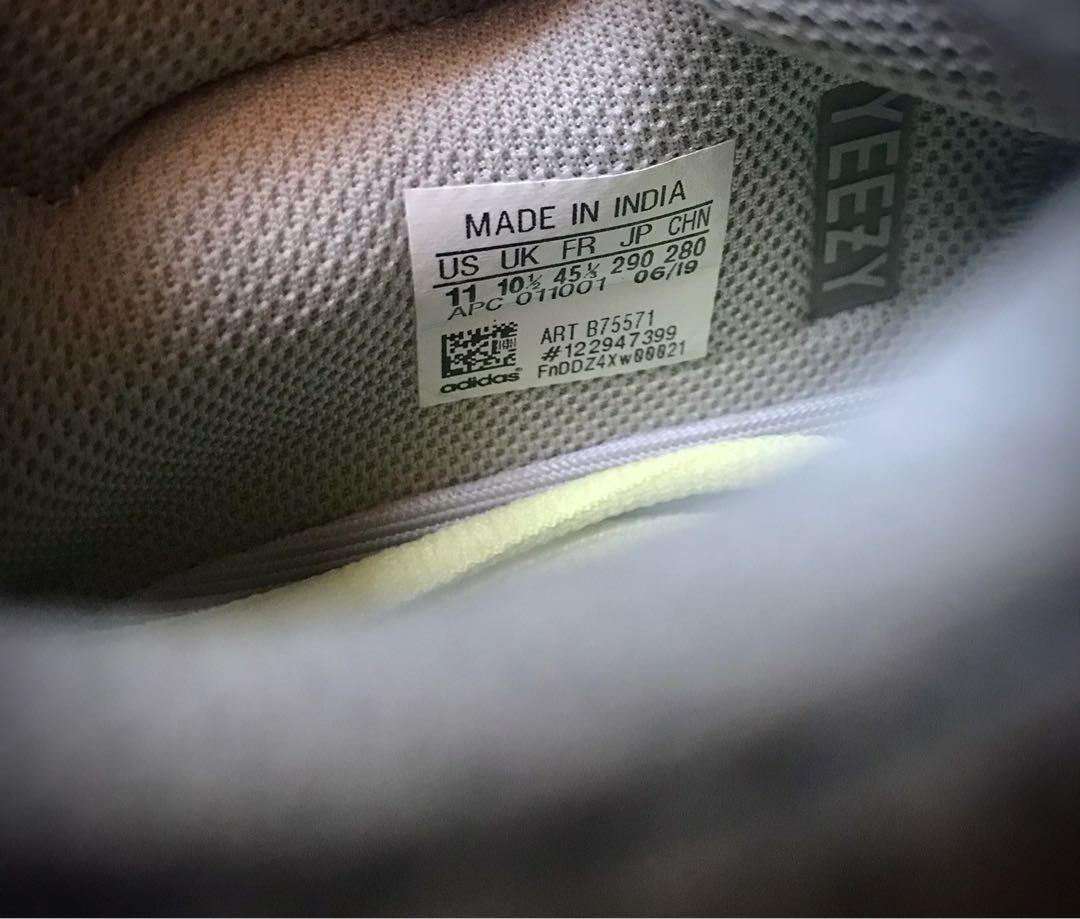 MADE IN INDIA
US UK FR JP CHN
11 10½ 45⅓ 290 280
APC 011001 06/19
ART B75571
#122947399
FnDDZ4Xw00021
adidas
YEEZY